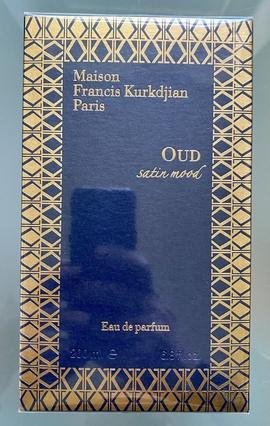 Maison
Francis Kurkdjian
Paris
OUD
satin mood
Eau de parfum
200 ml ℮ 6.8 fl. oz.